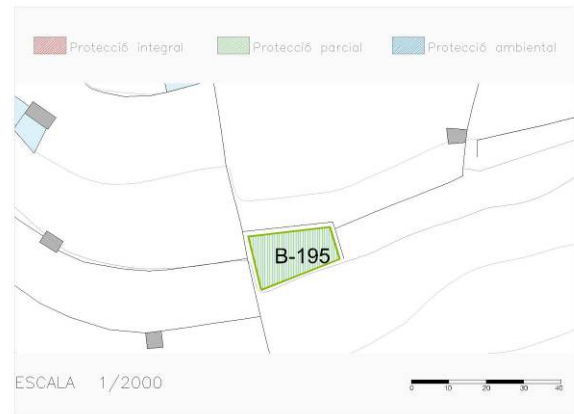 Protecció integral Protecció parcial Protecció ambiental
B-195
ESCALA 1/2000
0 10 20 30 40